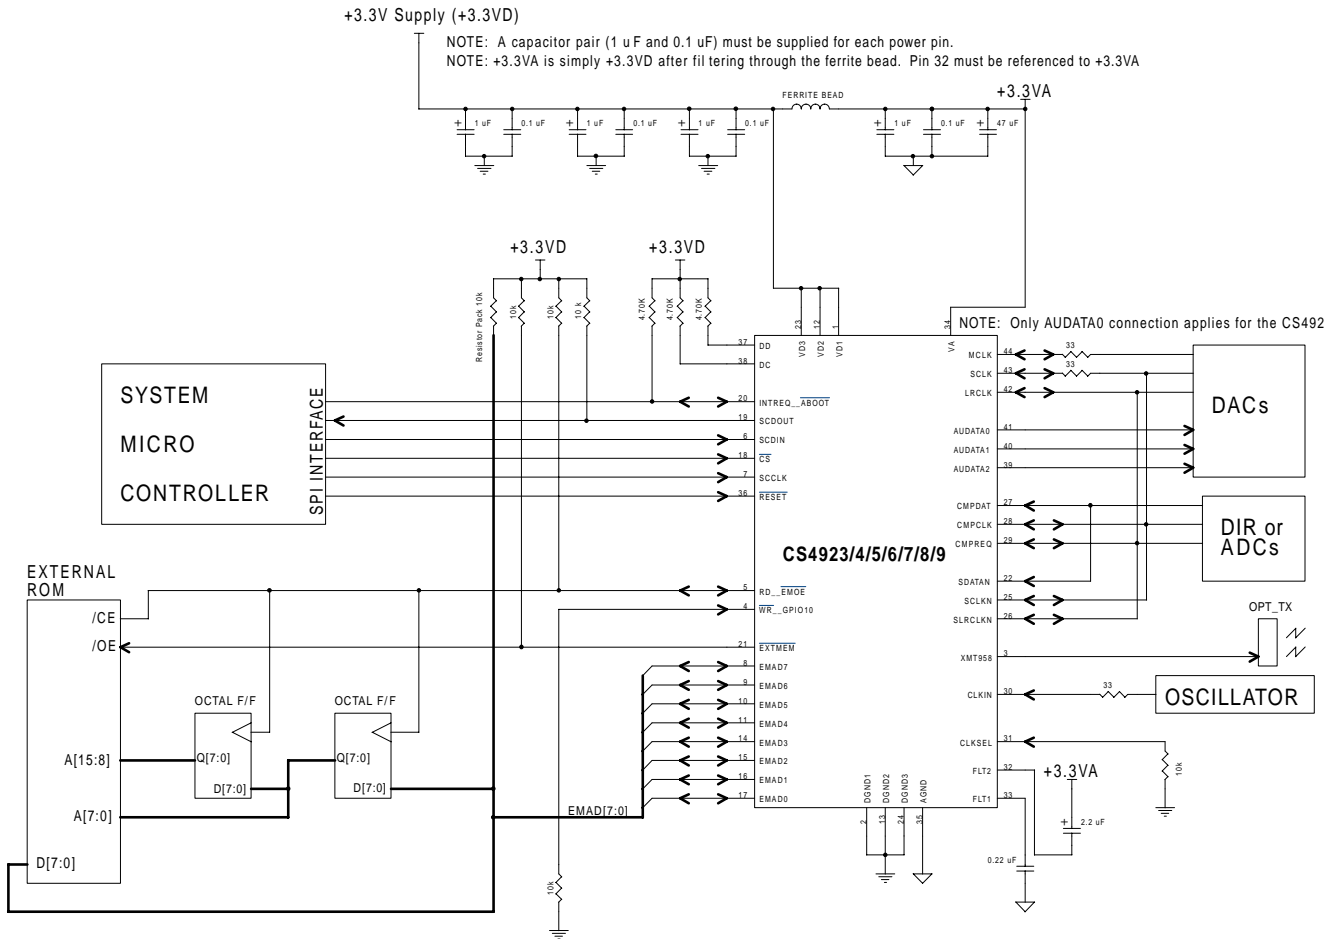 +3.3V Supply (+3.3VD)
NOTE: A capacitor pair (1 u F and 0.1 uF) must be supplied for each power pin.
NOTE: +3.3VA is simply +3.3VD after fil tering through the ferrite bead. Pin 32 must be referenced to +3.3VA
FERRITE BEAD
+3.3VA
+ 1 uF
0.1 uF
+ 1 uF
0.1 uF
+ 1 uF
0.1 uF
+ 1 uF
0.1 uF
+ 47 uF
+3.3VD
+3.3VD
Resistor Pack 10k
10k
10k
10 k
4.70K
4.70K
4.70K
23
12
1
34
VD3
VD2
VD1
VA
NOTE: Only AUDATA0 connection applies for the CS492
SYSTEM
MICRO
CONTROLLER
SPI INTERFACE
37 DD
38 DC
20 INTREQ__ABOOT
19 SCDOUT
6 SCDIN
18 CS
7 SCCLK
36 RESET
MCLK 44
33
SCLK 43
33
LRCLK 42
AUDATA0 41
AUDATA1 40
AUDATA2 39
DACs
CMPDAT 27
CMPCLK 28
CMPREQ 29
DIR or
ADCs
CS4923/4/5/6/7/8/9
SDATAN 22
SCLKN 25
SLRCLKN 26
OPT_TX
XMT958 3
CLKIN 30
33
OSCILLATOR
CLKSEL 31
10k
FLT2 32
+3.3VA
FLT1 33
+ 2.2 uF
0.22 uF
EXTERNAL
ROM
/CE
/OE
5 RD__EMOE
4 WR__GPIO10
21 EXTMEM
8 EMAD7
9 EMAD6
10 EMAD5
11 EMAD4
14 EMAD3
15 EMAD2
16 EMAD1
17 EMAD0
OCTAL F/F
OCTAL F/F
A[15:8]
Q[7:0]
Q[7:0]
D[7:0]
D[7:0]
A[7:0]
EMAD[7:0]
D[7:0]
10k
DGND1
DGND2
DGND3
AGND
2
13
24
35